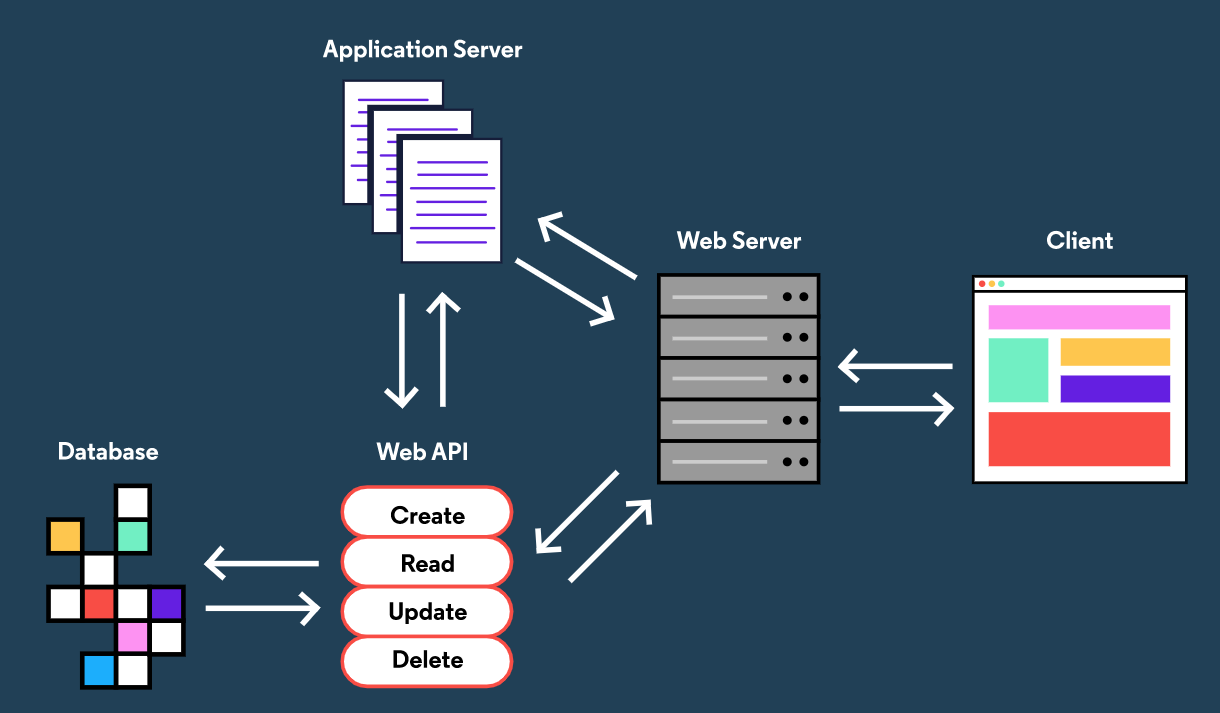 Application Server
Web Server
Client
Database
Web API
Create
Read
Update
Delete